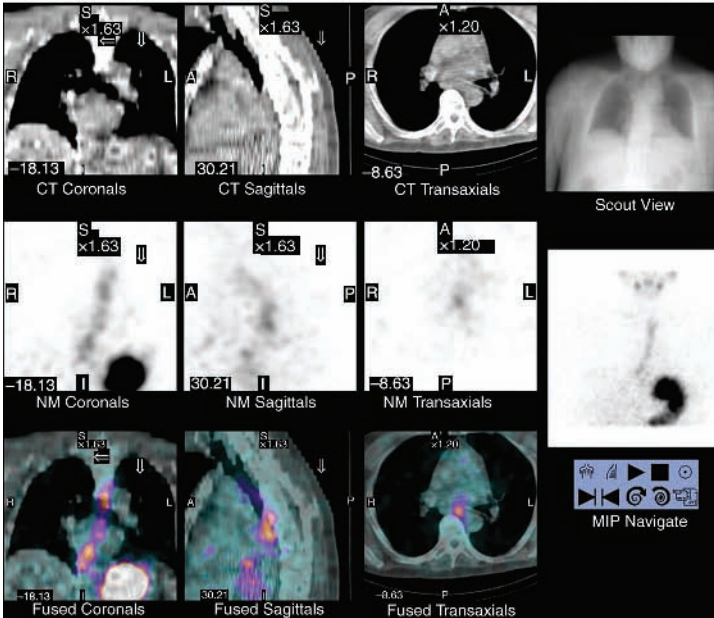 S
×1.63
R
L
−18.13
CT Coronals
S
×1.63
A
P
30.21
I
CT Sagittals
A
×1.20
R
L
−8.63
P
CT Transaxials
Scout View
S
×1.63
R
L
−18.13
I
NM Coronals
S
×1.63
A
P
30.21
I
NM Sagittals
A
×1.20
R
L
−8.63
P
NM Transaxials
S
×1.63
R
L
−18.13
I
Fused Coronals
S
×1.63
A
P
30.21
I
Fused Sagittals
A
×1.20
R
L
−8.63
P
Fused Transaxials
MIP Navigate